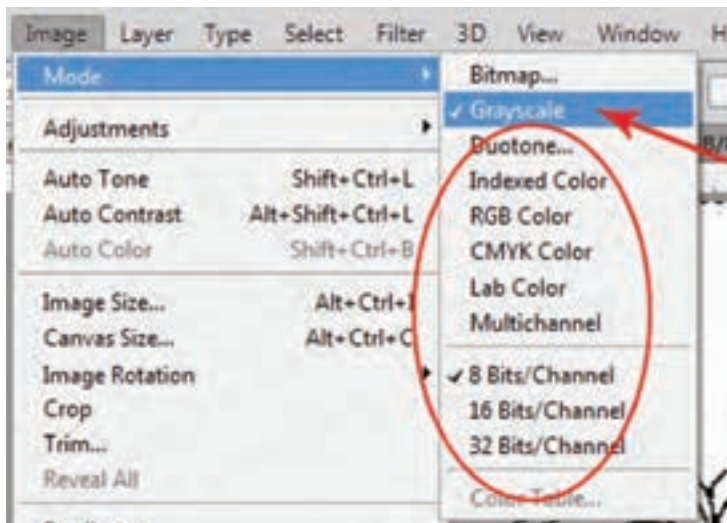 Image Layer Type Select Filter 3D View Window H
Mode
Adjustments
Auto Tone Shift+Ctrl+L
Auto Contrast Alt+Shift+Ctrl+L
Auto Color Shift+Ctrl+B
Image Size... Alt+Ctrl+I
Canvas Size... Alt+Ctrl+C
Image Rotation
Crop
Trim...
Reveal All
Bitmap...
Grayscale
Duotone...
Indexed Color
RGB Color
CMYK Color
Lab Color
Multichannel
8 Bits/Channel
16 Bits/Channel
32 Bits/Channel
Color Table...